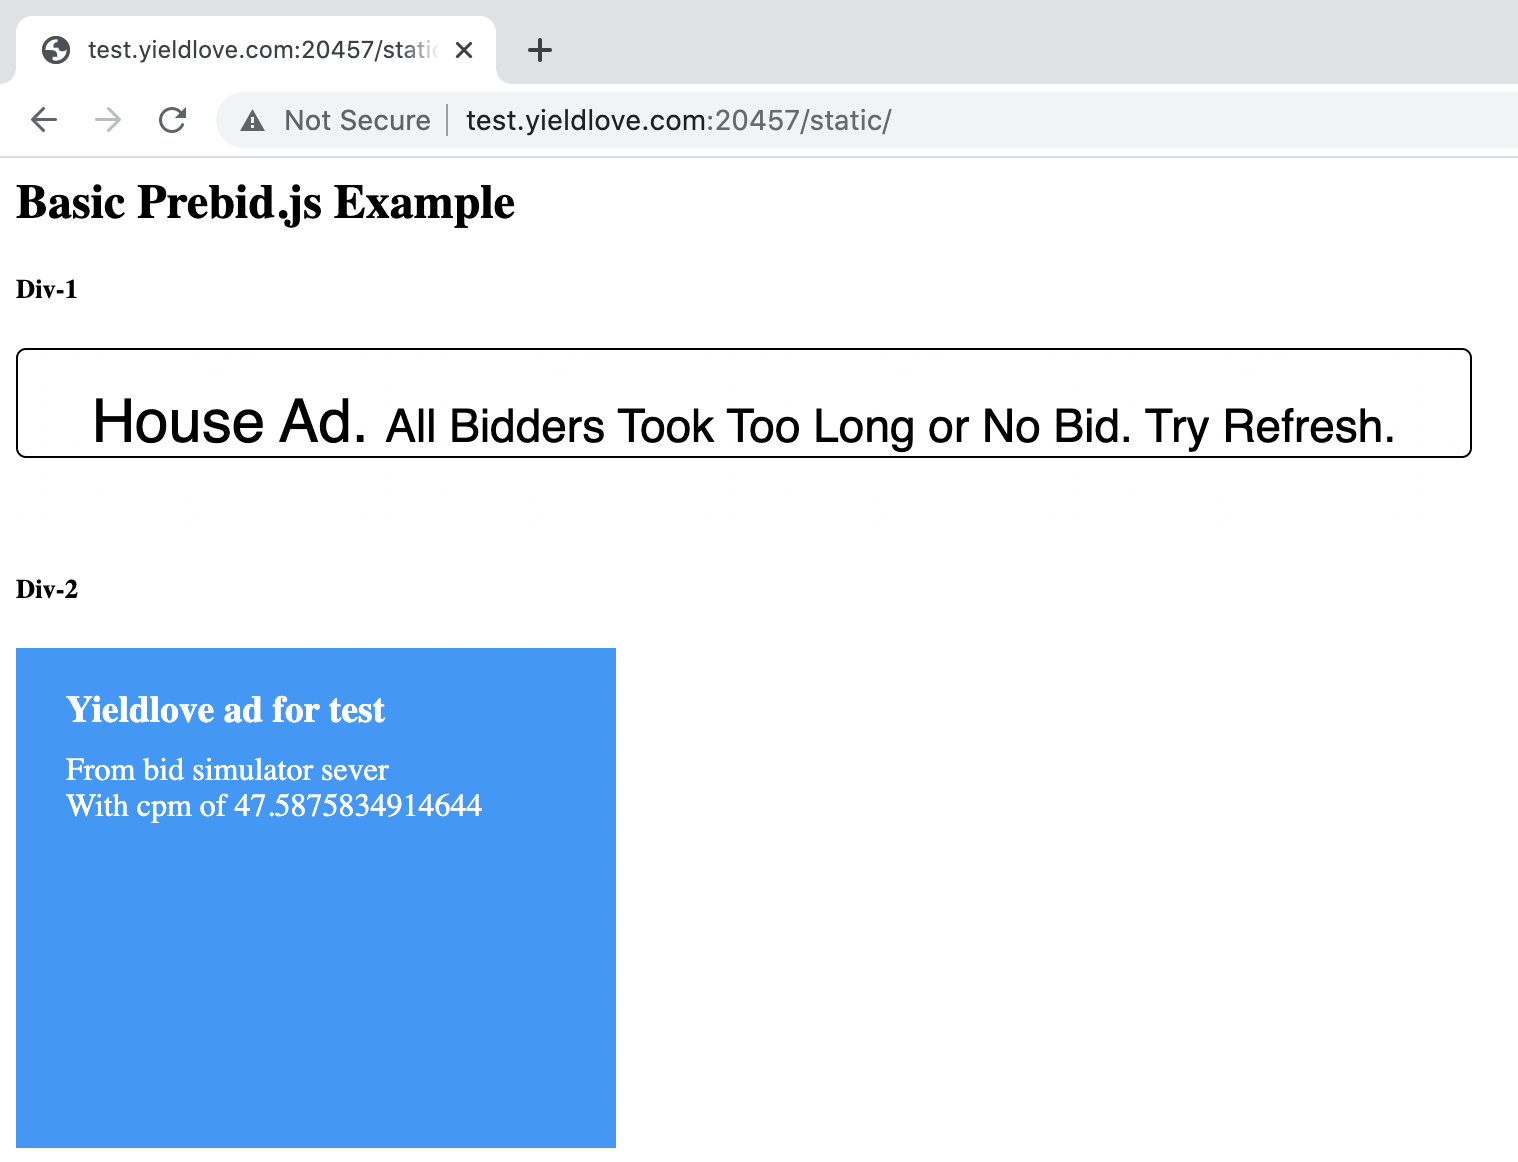 test.yieldlove.com:20457/static
Not Secure test.yieldlove.com:20457/static/
Basic Prebid.js Example
Div-1
House Ad. All Bidders Took Too Long or No Bid. Try Refresh.
Div-2
Yieldlove ad for test
From bid simulator sever
With cpm of 47.5875834914644